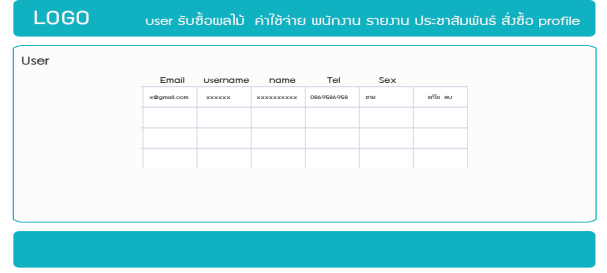 LOGO user รับซื้อผลไม้ ค่าใช้จ่าย พนักงาน รายงาน ประชาสัมพันธ์ สั่งซื้อ profile
User
Email username name Tel Sex
x@gmail.com xxxxxx xxxxxxxxxx 0869586958 ชาย แก้ไข ลบ